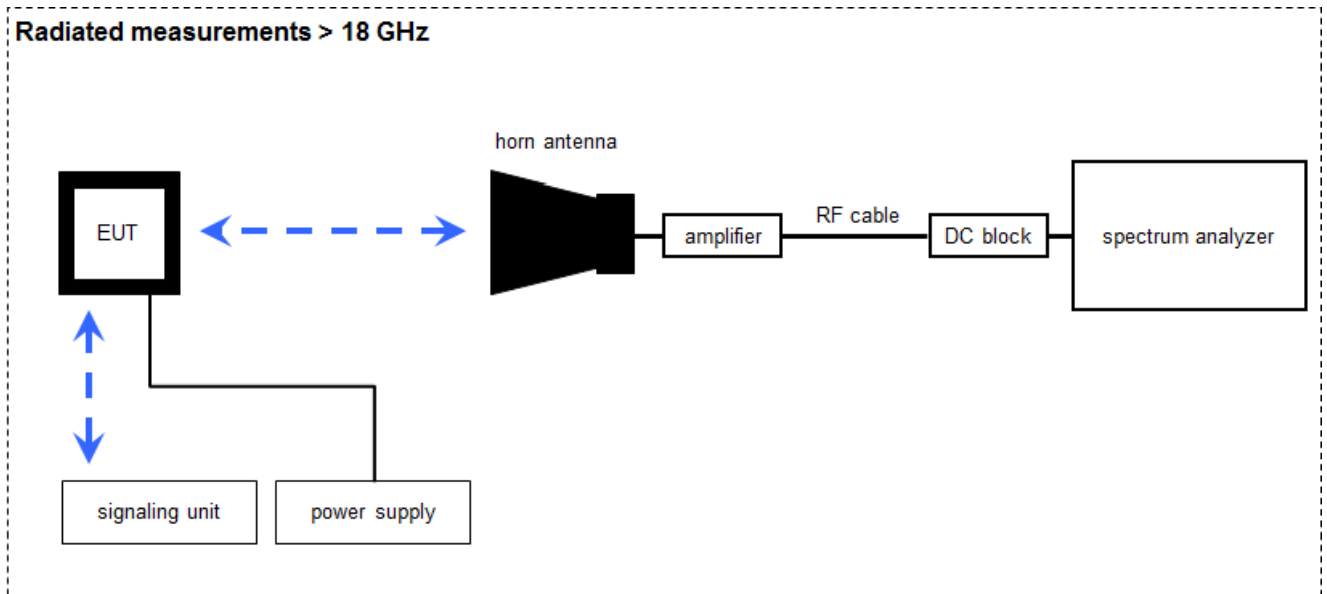 Radiated measurements > 18 GHz
horn antenna
EUT
amplifier
RF cable
DC block
spectrum analyzer
signaling unit
power supply